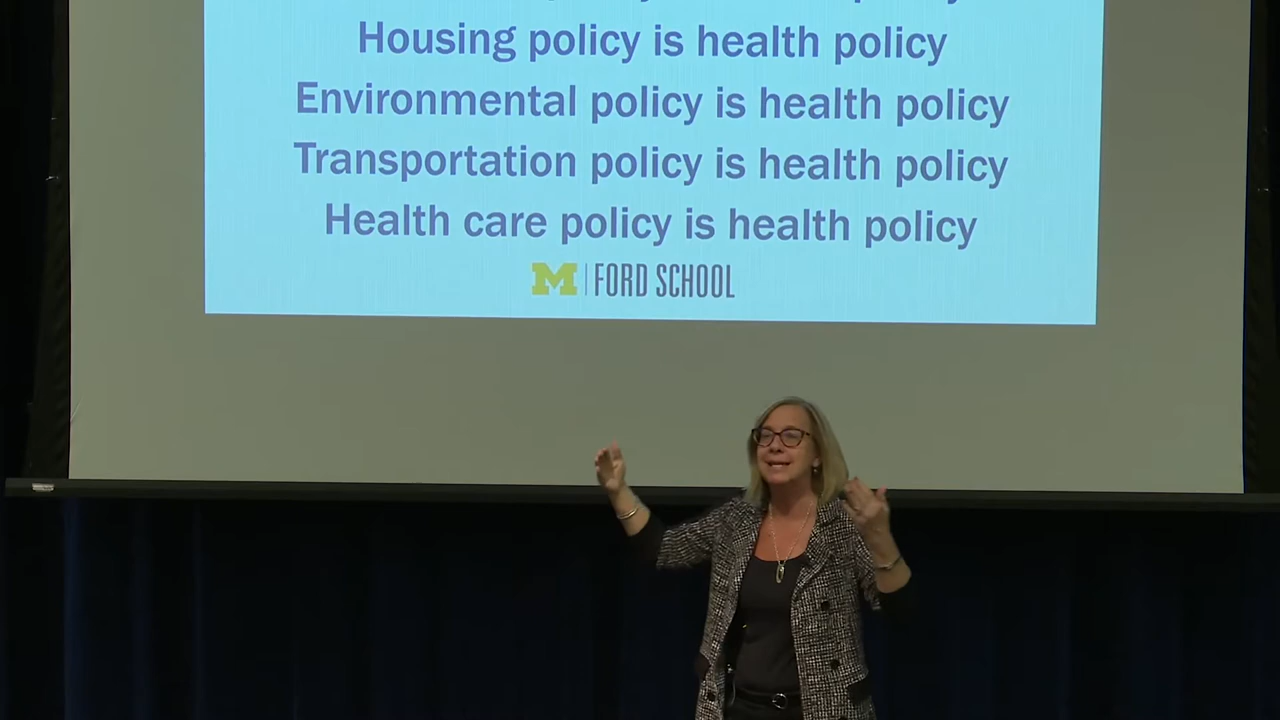 Housing policy is health policy
Environmental policy is health policy
Transportation policy is health policy
Health care policy is health policy
M | FORD SCHOOL